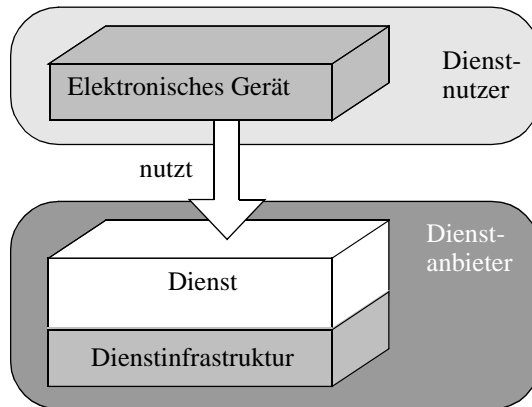 Elektronisches Gerät
Dienst-
nutzer
nutzt
Dienst
Dienst-
anbieter
Dienstinfrastruktur